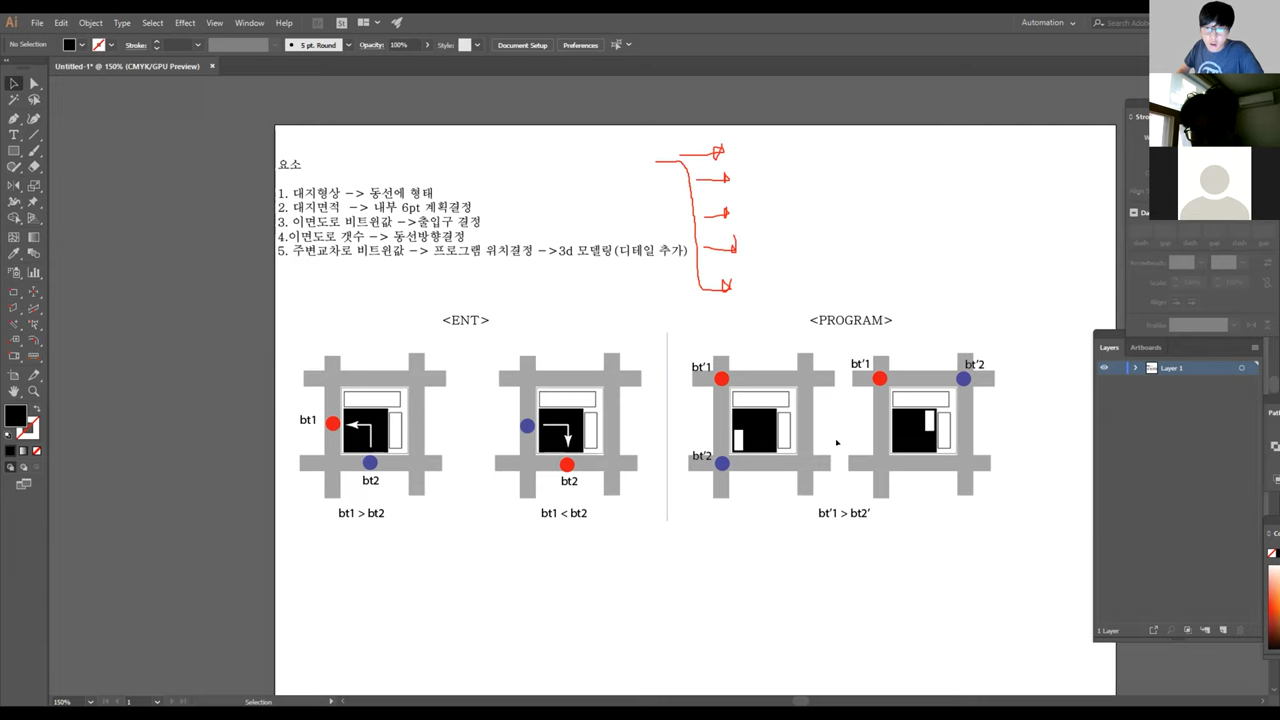 Ai File Edit Object Type Select Effect View Window Help St Automation Search Adobe
No Selection Stroke: 5 pt. Round Opacity: 100% Style: Document Setup Preferences
Untitled-1* @ 150% (CMYK/GPU Preview)
요소
1. 대지형상 -> 동선에 형태
2. 대지면적 -> 내부 6pt 계획결정
3. 이면도로 비트윈값 ->출입구 결정
4.이면도로 갯수 -> 동선방향결정
5. 주변교차로 비트윈값 -> 프로그램 위치결정 ->3d 모델링(디테일 추가)
<ENT>
<PROGRAM>
bt1
bt2
bt1 > bt2
bt2
bt1 < bt2
bt'1
bt'2
bt'1
bt'2
bt'1 > bt2'
Layers Artboards
Layer 1
1 Layer
150% 1 Selection